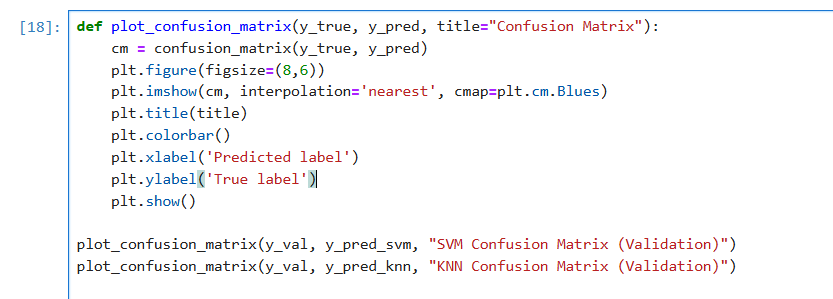 [18]: def plot_confusion_matrix(y_true, y_pred, title="Confusion Matrix"):
    cm = confusion_matrix(y_true, y_pred)
    plt.figure(figsize=(8,6))
    plt.imshow(cm, interpolation='nearest', cmap=plt.cm.Blues)
    plt.title(title)
    plt.colorbar()
    plt.xlabel('Predicted label')
    plt.ylabel('True label')
    plt.show()

plot_confusion_matrix(y_val, y_pred_svm, "SVM Confusion Matrix (Validation)")
plot_confusion_matrix(y_val, y_pred_knn, "KNN Confusion Matrix (Validation)")